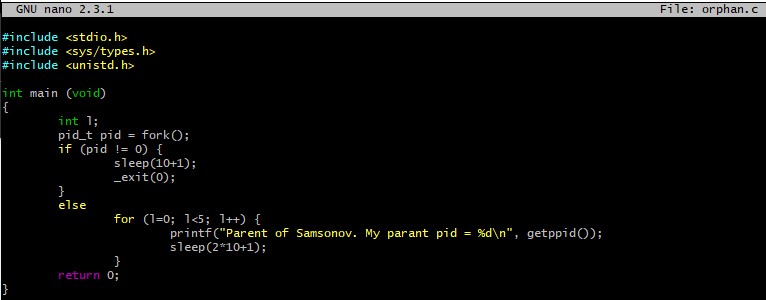 GNU nano 2.3.1 File: orphan.c
#include <stdio.h>
#include <sys/types.h>
#include <unistd.h>
int main (void)
{
int l;
pid_t pid = fork();
if (pid != 0) {
sleep(10+1);
_exit(0);
}
else
for (l=0; l<5; l++) {
printf("Parent of Samsonov. My parant pid = %d\n", getppid());
sleep(2*10+1);
}
return 0;
}